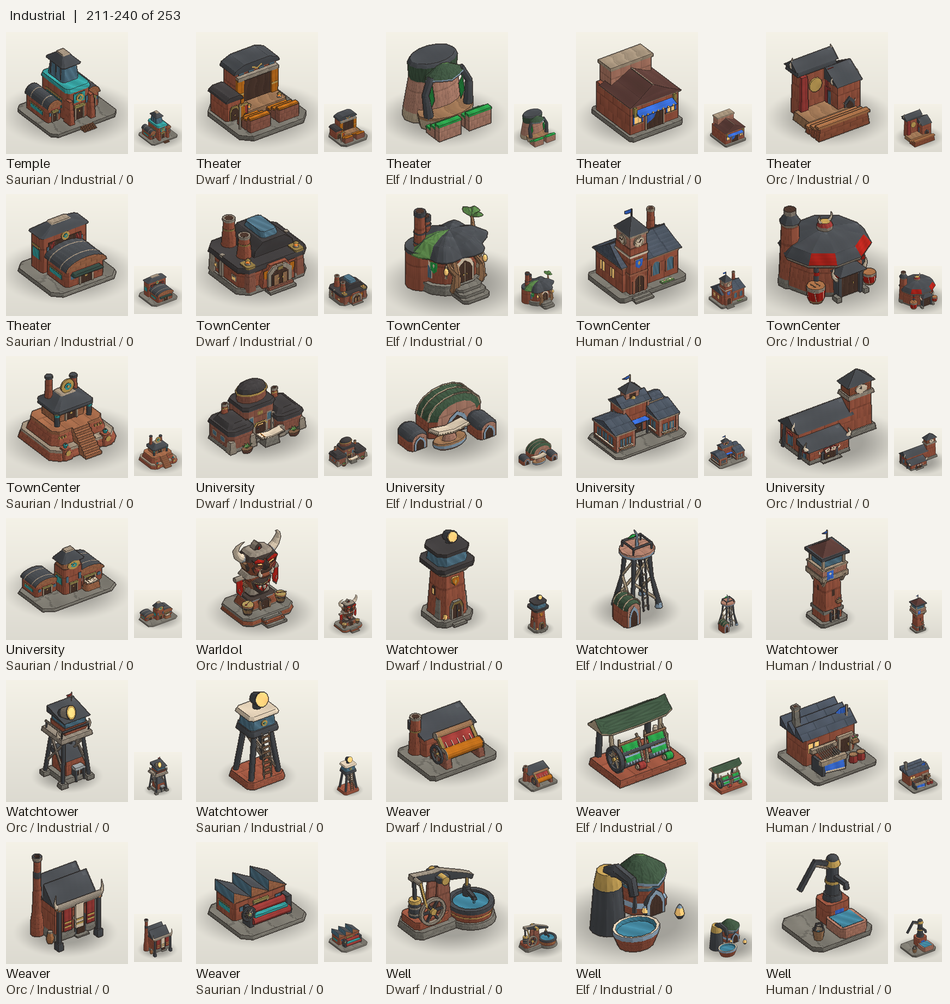 Industrial | 211-240 of 253
Temple
Saurian / Industrial / 0
Theater
Dwarf / Industrial / 0
Theater
Elf / Industrial / 0
Theater
Human / Industrial / 0
Theater
Orc / Industrial / 0
Theater
Saurian / Industrial / 0
TownCenter
Dwarf / Industrial / 0
TownCenter
Elf / Industrial / 0
TownCenter
Human / Industrial / 0
TownCenter
Orc / Industrial / 0
TownCenter
Saurian / Industrial / 0
University
Dwarf / Industrial / 0
University
Elf / Industrial / 0
University
Human / Industrial / 0
University
Orc / Industrial / 0
University
Saurian / Industrial / 0
WarIdol
Orc / Industrial / 0
Watchtower
Dwarf / Industrial / 0
Watchtower
Elf / Industrial / 0
Watchtower
Human / Industrial / 0
Watchtower
Orc / Industrial / 0
Watchtower
Saurian / Industrial / 0
Weaver
Dwarf / Industrial / 0
Weaver
Elf / Industrial / 0
Weaver
Human / Industrial / 0
Weaver
Orc / Industrial / 0
Weaver
Saurian / Industrial / 0
Well
Dwarf / Industrial / 0
Well
Elf / Industrial / 0
Well
Human / Industrial / 0